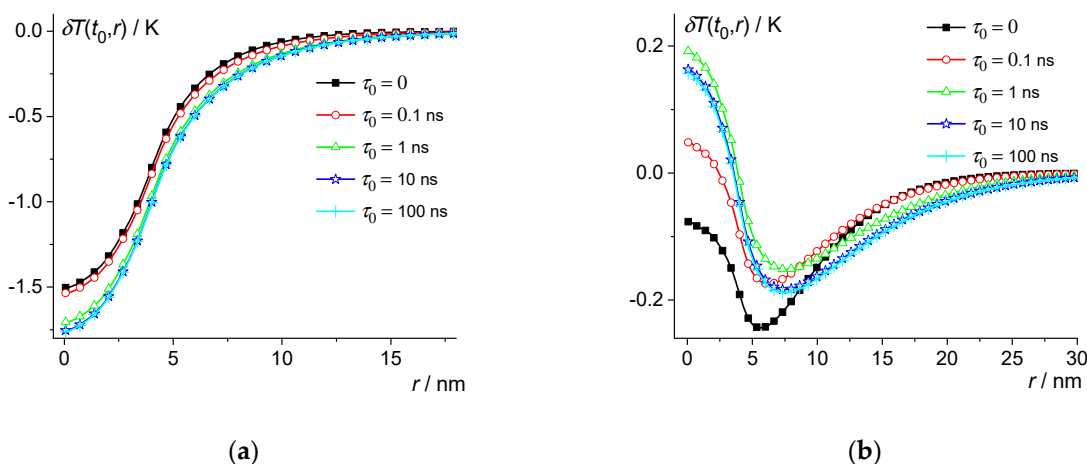 δT(t₀,r) / K
0.0
-0.5
-1.0
-1.5
0
5
10
15
r / nm
τ₀ = 0
τ₀ = 0.1 ns
τ₀ = 1 ns
τ₀ = 10 ns
τ₀ = 100 ns
(a)
δT(t₀,r) / K
0.2
0.0
-0.2
0
5
10
15
20
25
30
r / nm
τ₀ = 0
τ₀ = 0.1 ns
τ₀ = 1 ns
τ₀ = 10 ns
τ₀ = 100 ns
(b)